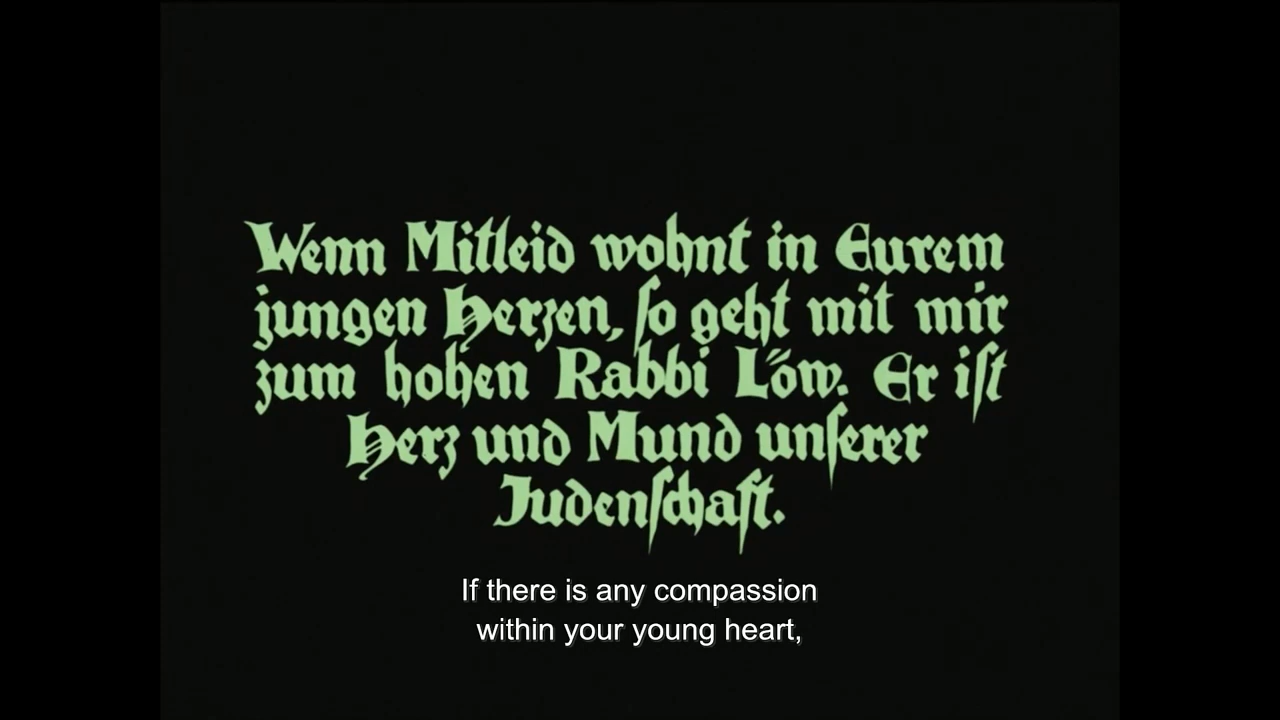 Wenn Mitleid wohnt in Eurem
jungen Herzen, so geht mit mir
zum hohen Rabbi Löw. Er ist
Herz und Mund unserer
Judenschaft.
If there is any compassion
within your young heart,